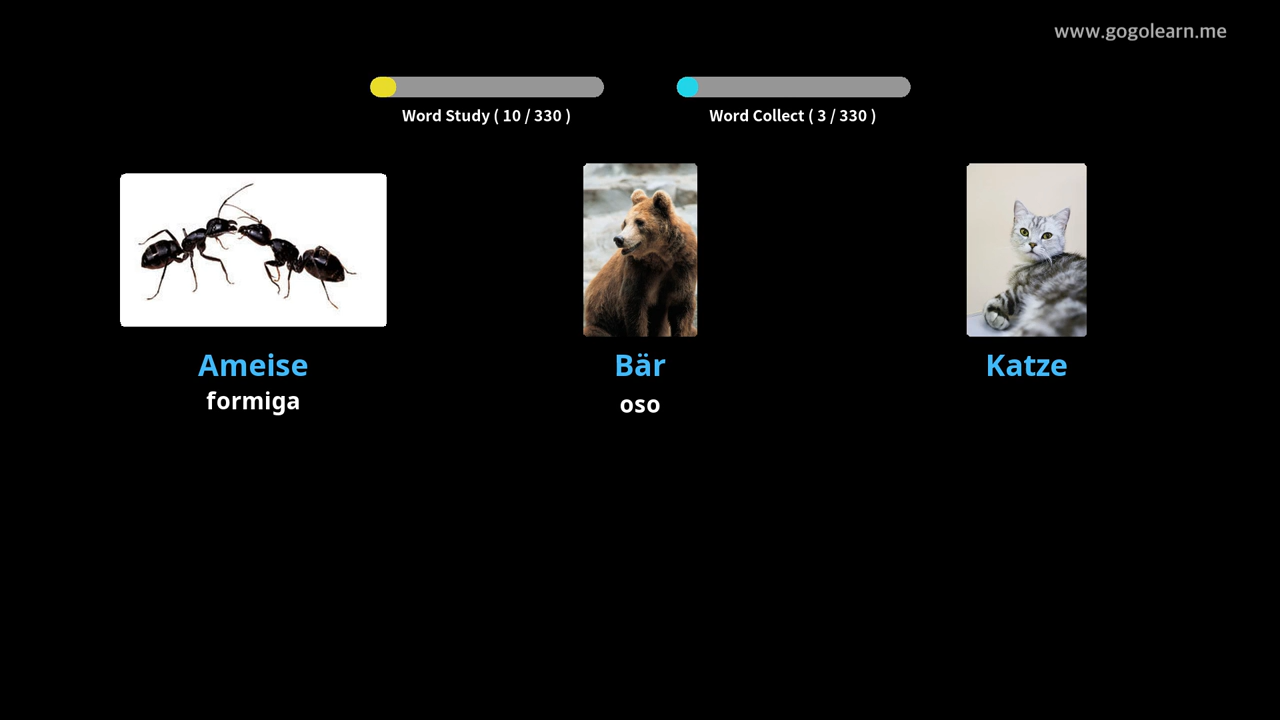 www.gogolearn.me
Word Study ( 10 / 330 )
Word Collect ( 3 / 330 )
Ameise
formiga
Bär
oso
Katze